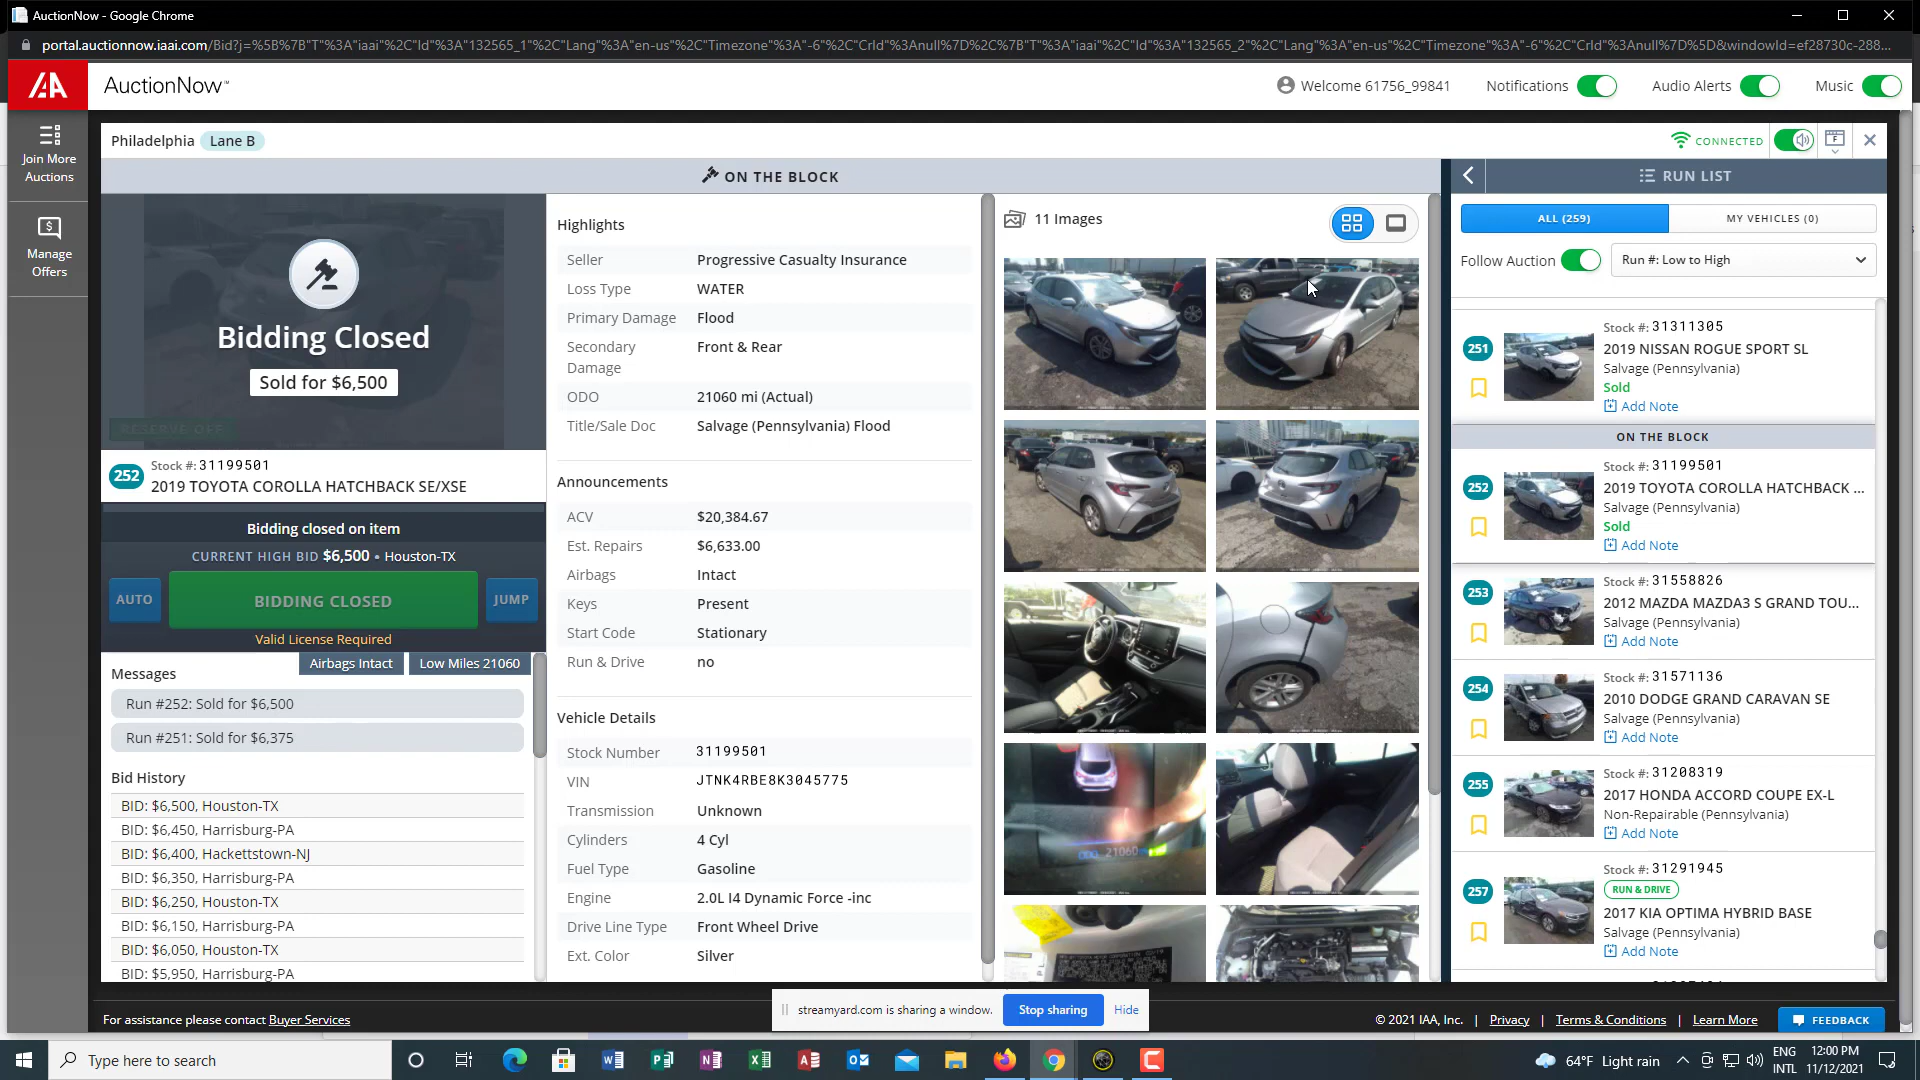 AuctionNow - Google Chrome
portal.auctionnow.iaai.com/Bid?j=%5B%7B"T"%3A"iaai"%2C"Id"%3A"132565_1"%2C"Lang"%3A"en-us"%2C"Timezone"%3A"-6"%2C"CrId"%3Anull%7D%2C%7B"T"%3A"iaai"%2C"Id"%3A"132565_2"%2C"Lang"%3A"en-us"%2C"Timezone"%3A"-6"%2C"CrId"%3Anull%7D%5D&windowId=ef28730c-288...
IAA
AuctionNow™
Welcome 61756_99841
Notifications
Audio Alerts
Music
Join More
Auctions
Manage
Offers
Philadelphia Lane B
CONNECTED
ON THE BLOCK
Bidding Closed
Sold for $6,500
RESERVE OFF
252
Stock #: 31199501
2019 TOYOTA COROLLA HATCHBACK SE/XSE
Bidding closed on item
CURRENT HIGH BID $6,500 • Houston-TX
AUTO
BIDDING CLOSED
JUMP
Valid License Required
Messages
Airbags Intact
Low Miles 21060
Run #252: Sold for $6,500
Run #251: Sold for $6,375
Bid History
BID: $6,500, Houston-TX
BID: $6,450, Harrisburg-PA
BID: $6,400, Hackettstown-NJ
BID: $6,350, Harrisburg-PA
BID: $6,250, Houston-TX
BID: $6,150, Harrisburg-PA
BID: $6,050, Houston-TX
BID: $5,950, Harrisburg-PA
Highlights
Seller Progressive Casualty Insurance
Loss Type WATER
Primary Damage Flood
Secondary Damage Front & Rear
ODO 21060 mi (Actual)
Title/Sale Doc Salvage (Pennsylvania) Flood
Announcements
ACV $20,384.67
Est. Repairs $6,633.00
Airbags Intact
Keys Present
Start Code Stationary
Run & Drive no
Vehicle Details
Stock Number 31199501
VIN JTNK4RBE8K3045775
Transmission Unknown
Cylinders 4 Cyl
Fuel Type Gasoline
Engine 2.0L I4 Dynamic Force -inc
Drive Line Type Front Wheel Drive
Ext. Color Silver
11 Images
21060
RUN LIST
ALL (259)
MY VEHICLES (0)
Follow Auction
Run #: Low to High
251
Stock #: 31311305
2019 NISSAN ROGUE SPORT SL
Salvage (Pennsylvania)
Sold
Add Note
ON THE BLOCK
252
Stock #: 31199501
2019 TOYOTA COROLLA HATCHBACK ...
Salvage (Pennsylvania)
Sold
Add Note
253
Stock #: 31558826
2012 MAZDA MAZDA3 S GRAND TOU...
Salvage (Pennsylvania)
Add Note
254
Stock #: 31571136
2010 DODGE GRAND CARAVAN SE
Salvage (Pennsylvania)
Add Note
255
Stock #: 31208319
2017 HONDA ACCORD COUPE EX-L
Non-Repairable (Pennsylvania)
Add Note
257
Stock #: 31291945
RUN & DRIVE
2017 KIA OPTIMA HYBRID BASE
Salvage (Pennsylvania)
Add Note
For assistance please contact Buyer Services
streamyard.com is sharing a window.
Stop sharing
Hide
© 2021 IAA, Inc. | Privacy | Terms & Conditions | Learn More
FEEDBACK
Type here to search
64°F Light rain
ENG
INTL
12:00 PM
11/12/2021